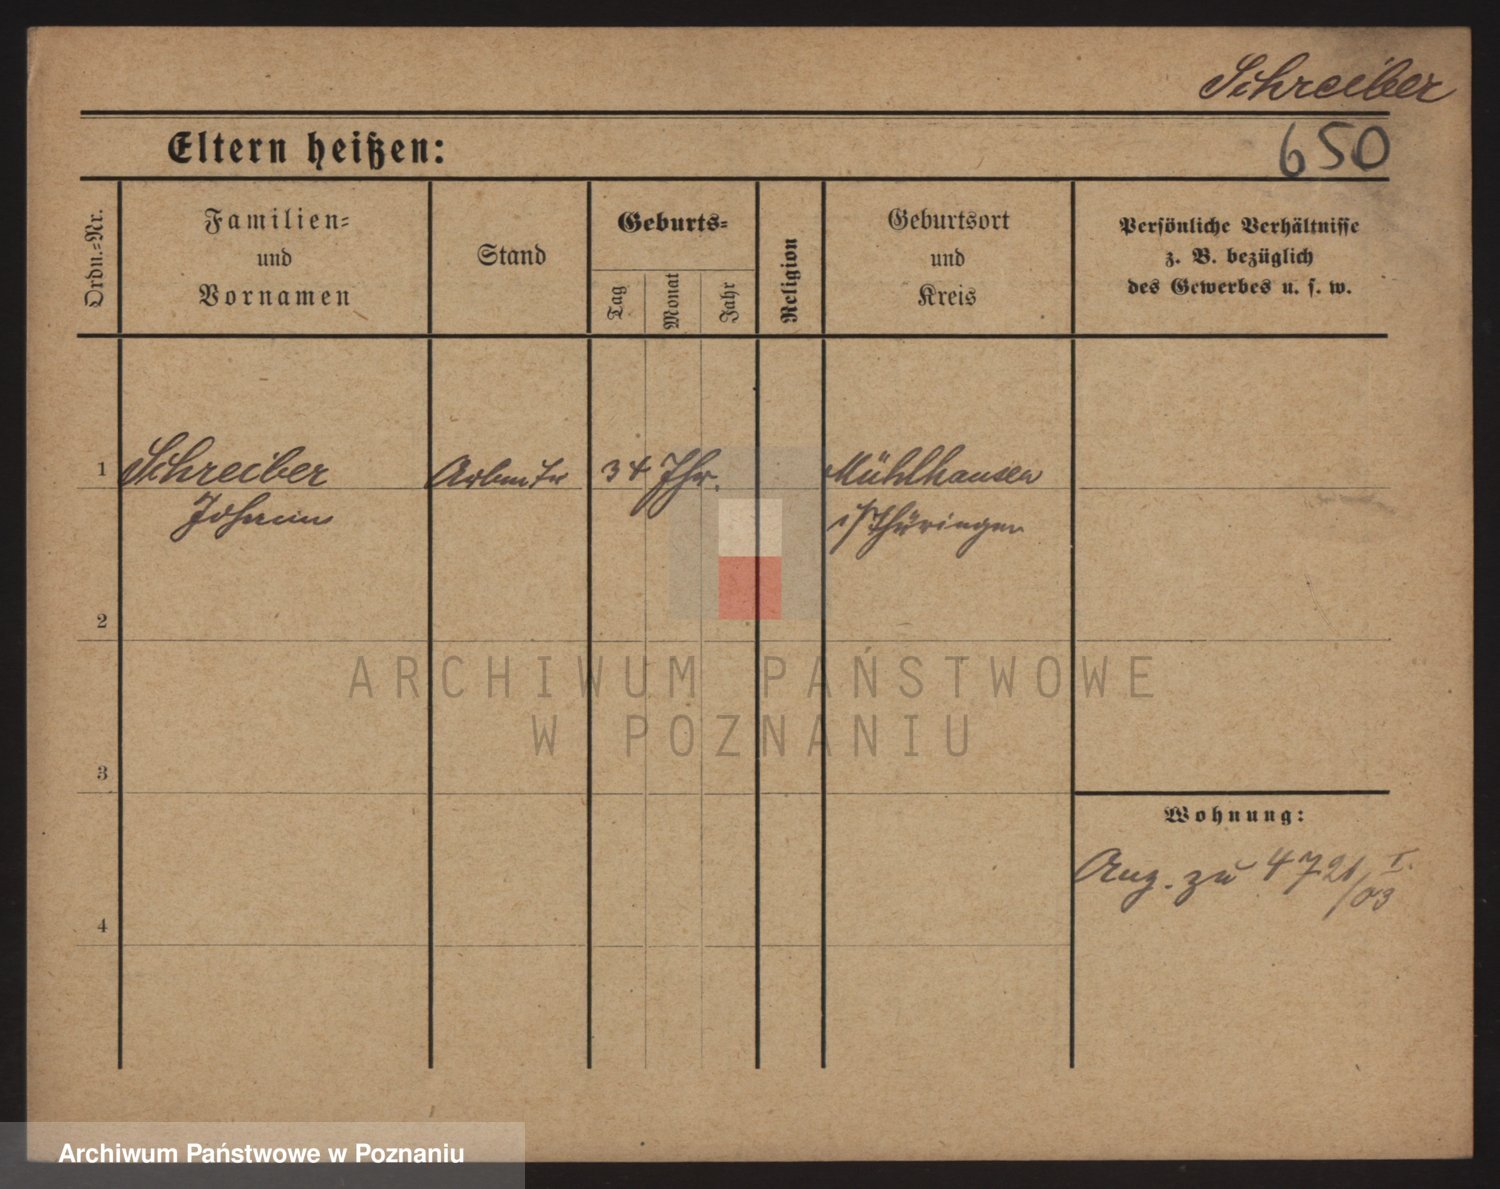 Schreiber
Eltern heißen:
650
Ordn.=Nr.
Familien=
und
Vornamen
Stand
Geburts=
Tag
Monat
Jahr
Religion
Geburtsort
und
Kreis
Persönliche Verhältnisse
z. B. bezüglich
des Gewerbes u. s. w.
1
Schreiber
Johann
Arbeiter
34 Jhr.
Mühlhausen
i/Thüringen
2
ARCHIWUM PAŃSTWOWE
W POZNANIU
3
Wohnung:
Ang. zu 4721 I.
/03
4
Archiwum Państwowe w Poznaniu